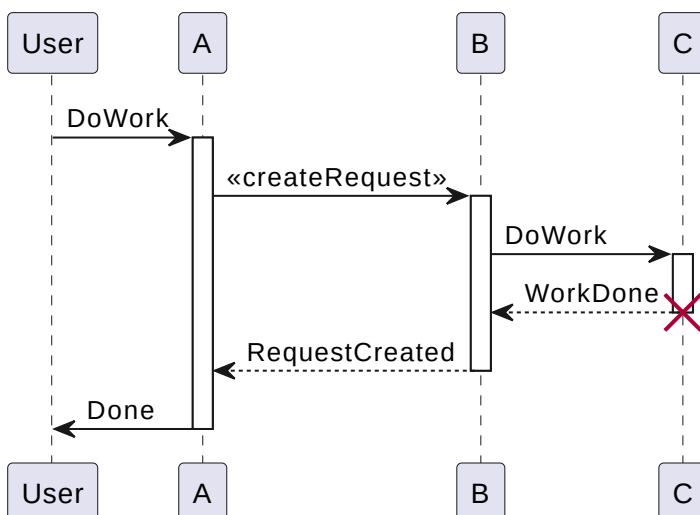 User A B C
DoWork
«createRequest»
DoWork
WorkDone
RequestCreated
Done
User A B C